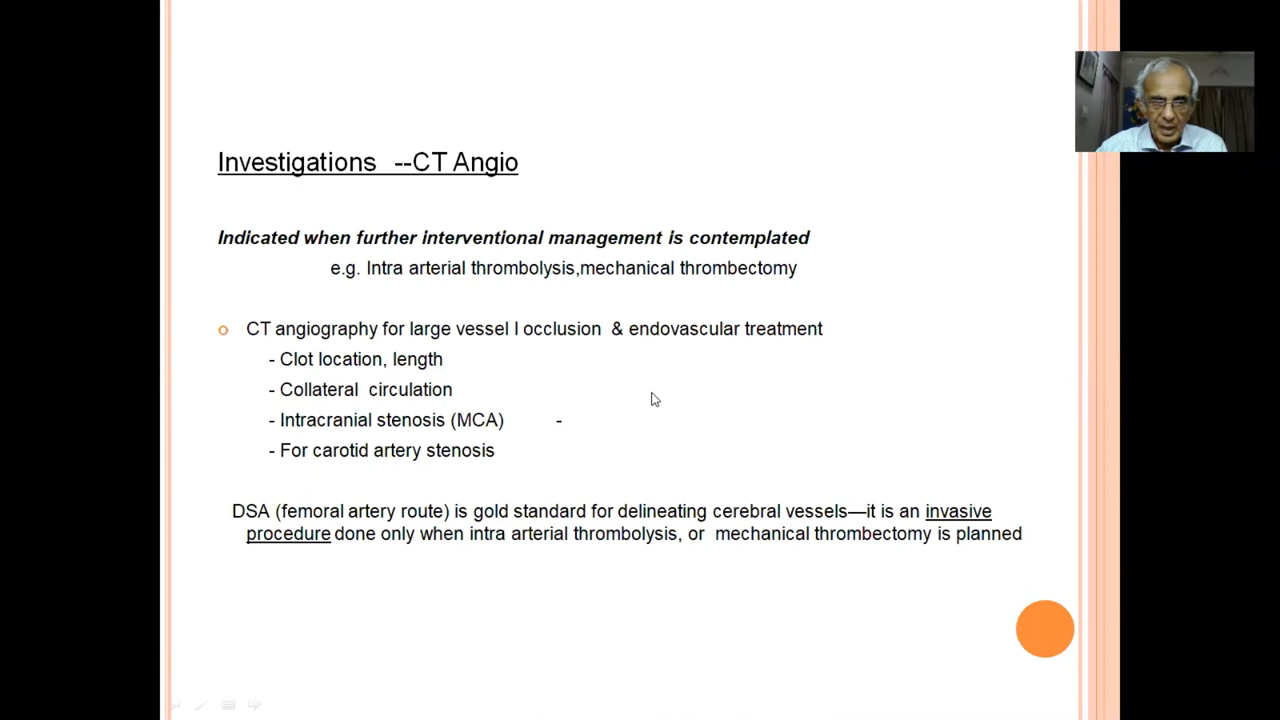 Investigations --CT Angio
Indicated when further interventional management is contemplated
e.g. Intra arterial thrombolysis,mechanical thrombectomy
CT angiography for large vessel l occlusion & endovascular treatment
- Clot location, length
- Collateral circulation
- Intracranial stenosis (MCA) -
- For carotid artery stenosis
DSA (femoral artery route) is gold standard for delineating cerebral vessels—it is an invasive
procedure done only when intra arterial thrombolysis, or mechanical thrombectomy is planned